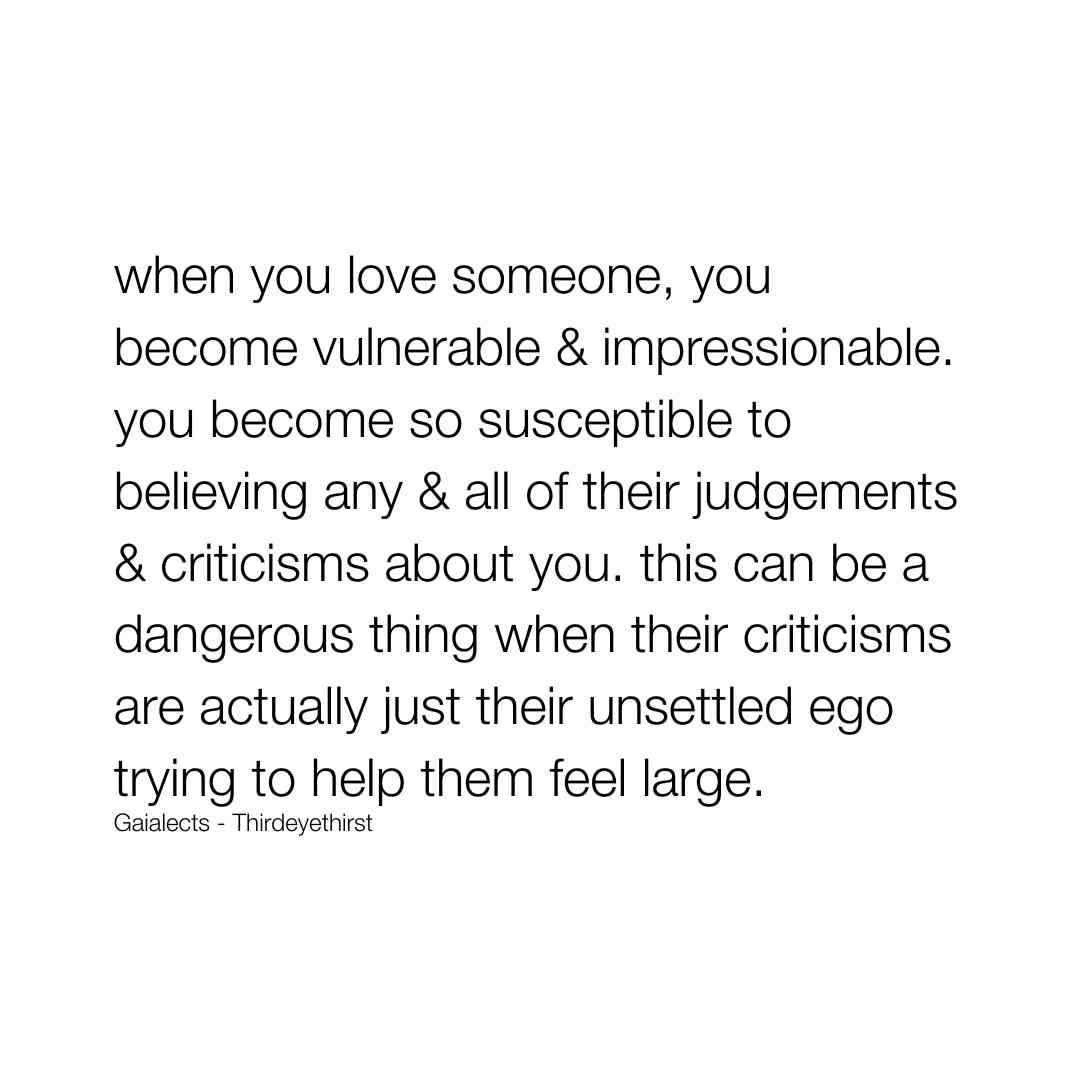 when you love someone, you
become vulnerable & impressionable.
you become so susceptible to
believing any & all of their judgements
& criticisms about you. this can be a
dangerous thing when their criticisms
are actually just their unsettled ego
trying to help them feel large.
Gaialects - Thirdeyethirst